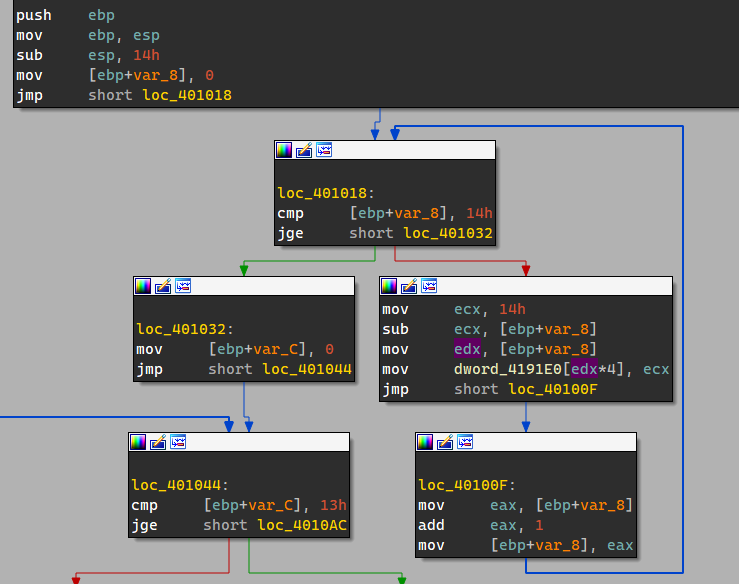 push ebp
mov ebp, esp
sub esp, 14h
mov [ebp+var_8], 0
jmp short loc_401018
loc_401018:
cmp [ebp+var_8], 14h
jge short loc_401032
loc_401032:
mov [ebp+var_C], 0
jmp short loc_401044
mov ecx, 14h
sub ecx, [ebp+var_8]
mov edx, [ebp+var_8]
mov dword_4191E0[edx*4], ecx
jmp short loc_40100F
loc_401044:
cmp [ebp+var_C], 13h
jge short loc_4010AC
loc_40100F:
mov eax, [ebp+var_8]
add eax, 1
mov [ebp+var_8], eax